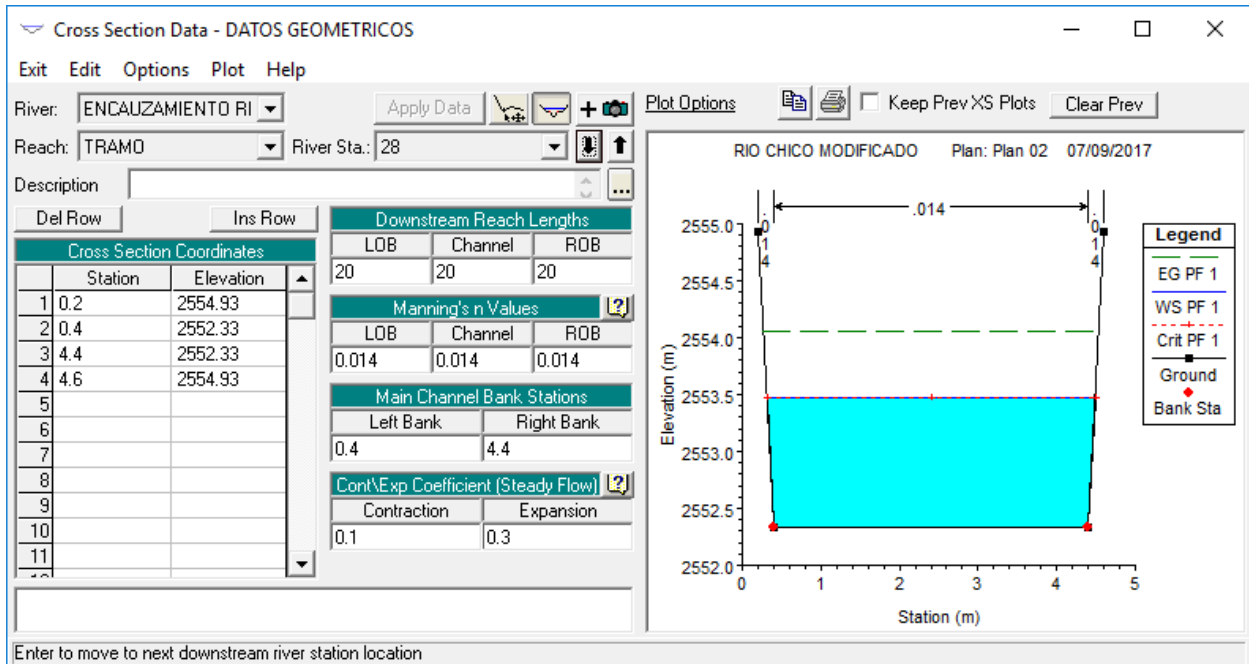 Cross Section Data - DATOS GEOMETRICOS
Exit Edit Options Plot Help
River: ENCAUZAMIENTO RI Apply Data
Reach: TRAMO River Sta.: 28
Description ...
Del Row Ins Row
Cross Section Coordinates
Station Elevation
1 0.2 2554.93
2 0.4 2552.33
3 4.4 2552.33
4 4.6 2554.93
5
6
7
8
9
10
11
Downstream Reach Lengths
LOB Channel ROB
20 20 20
Manning's n Values ?
LOB Channel ROB
0.014 0.014 0.014
Main Channel Bank Stations
Left Bank Right Bank
0.4 4.4
Cont\Exp Coefficient (Steady Flow) ?
Contraction Expansion
0.1 0.3
Plot Options Keep Prev XS Plots Clear Prev
RIO CHICO MODIFICADO Plan: Plan 02 07/09/2017
.014 .014 .014
2555.0
2554.5
2554.0
2553.5
2553.0
2552.5
2552.0
Elevation (m)
0 1 2 3 4 5
Station (m)
Legend
EG PF 1
WS PF 1
Crit PF 1
Ground
Bank Sta
Enter to move to next downstream river station location